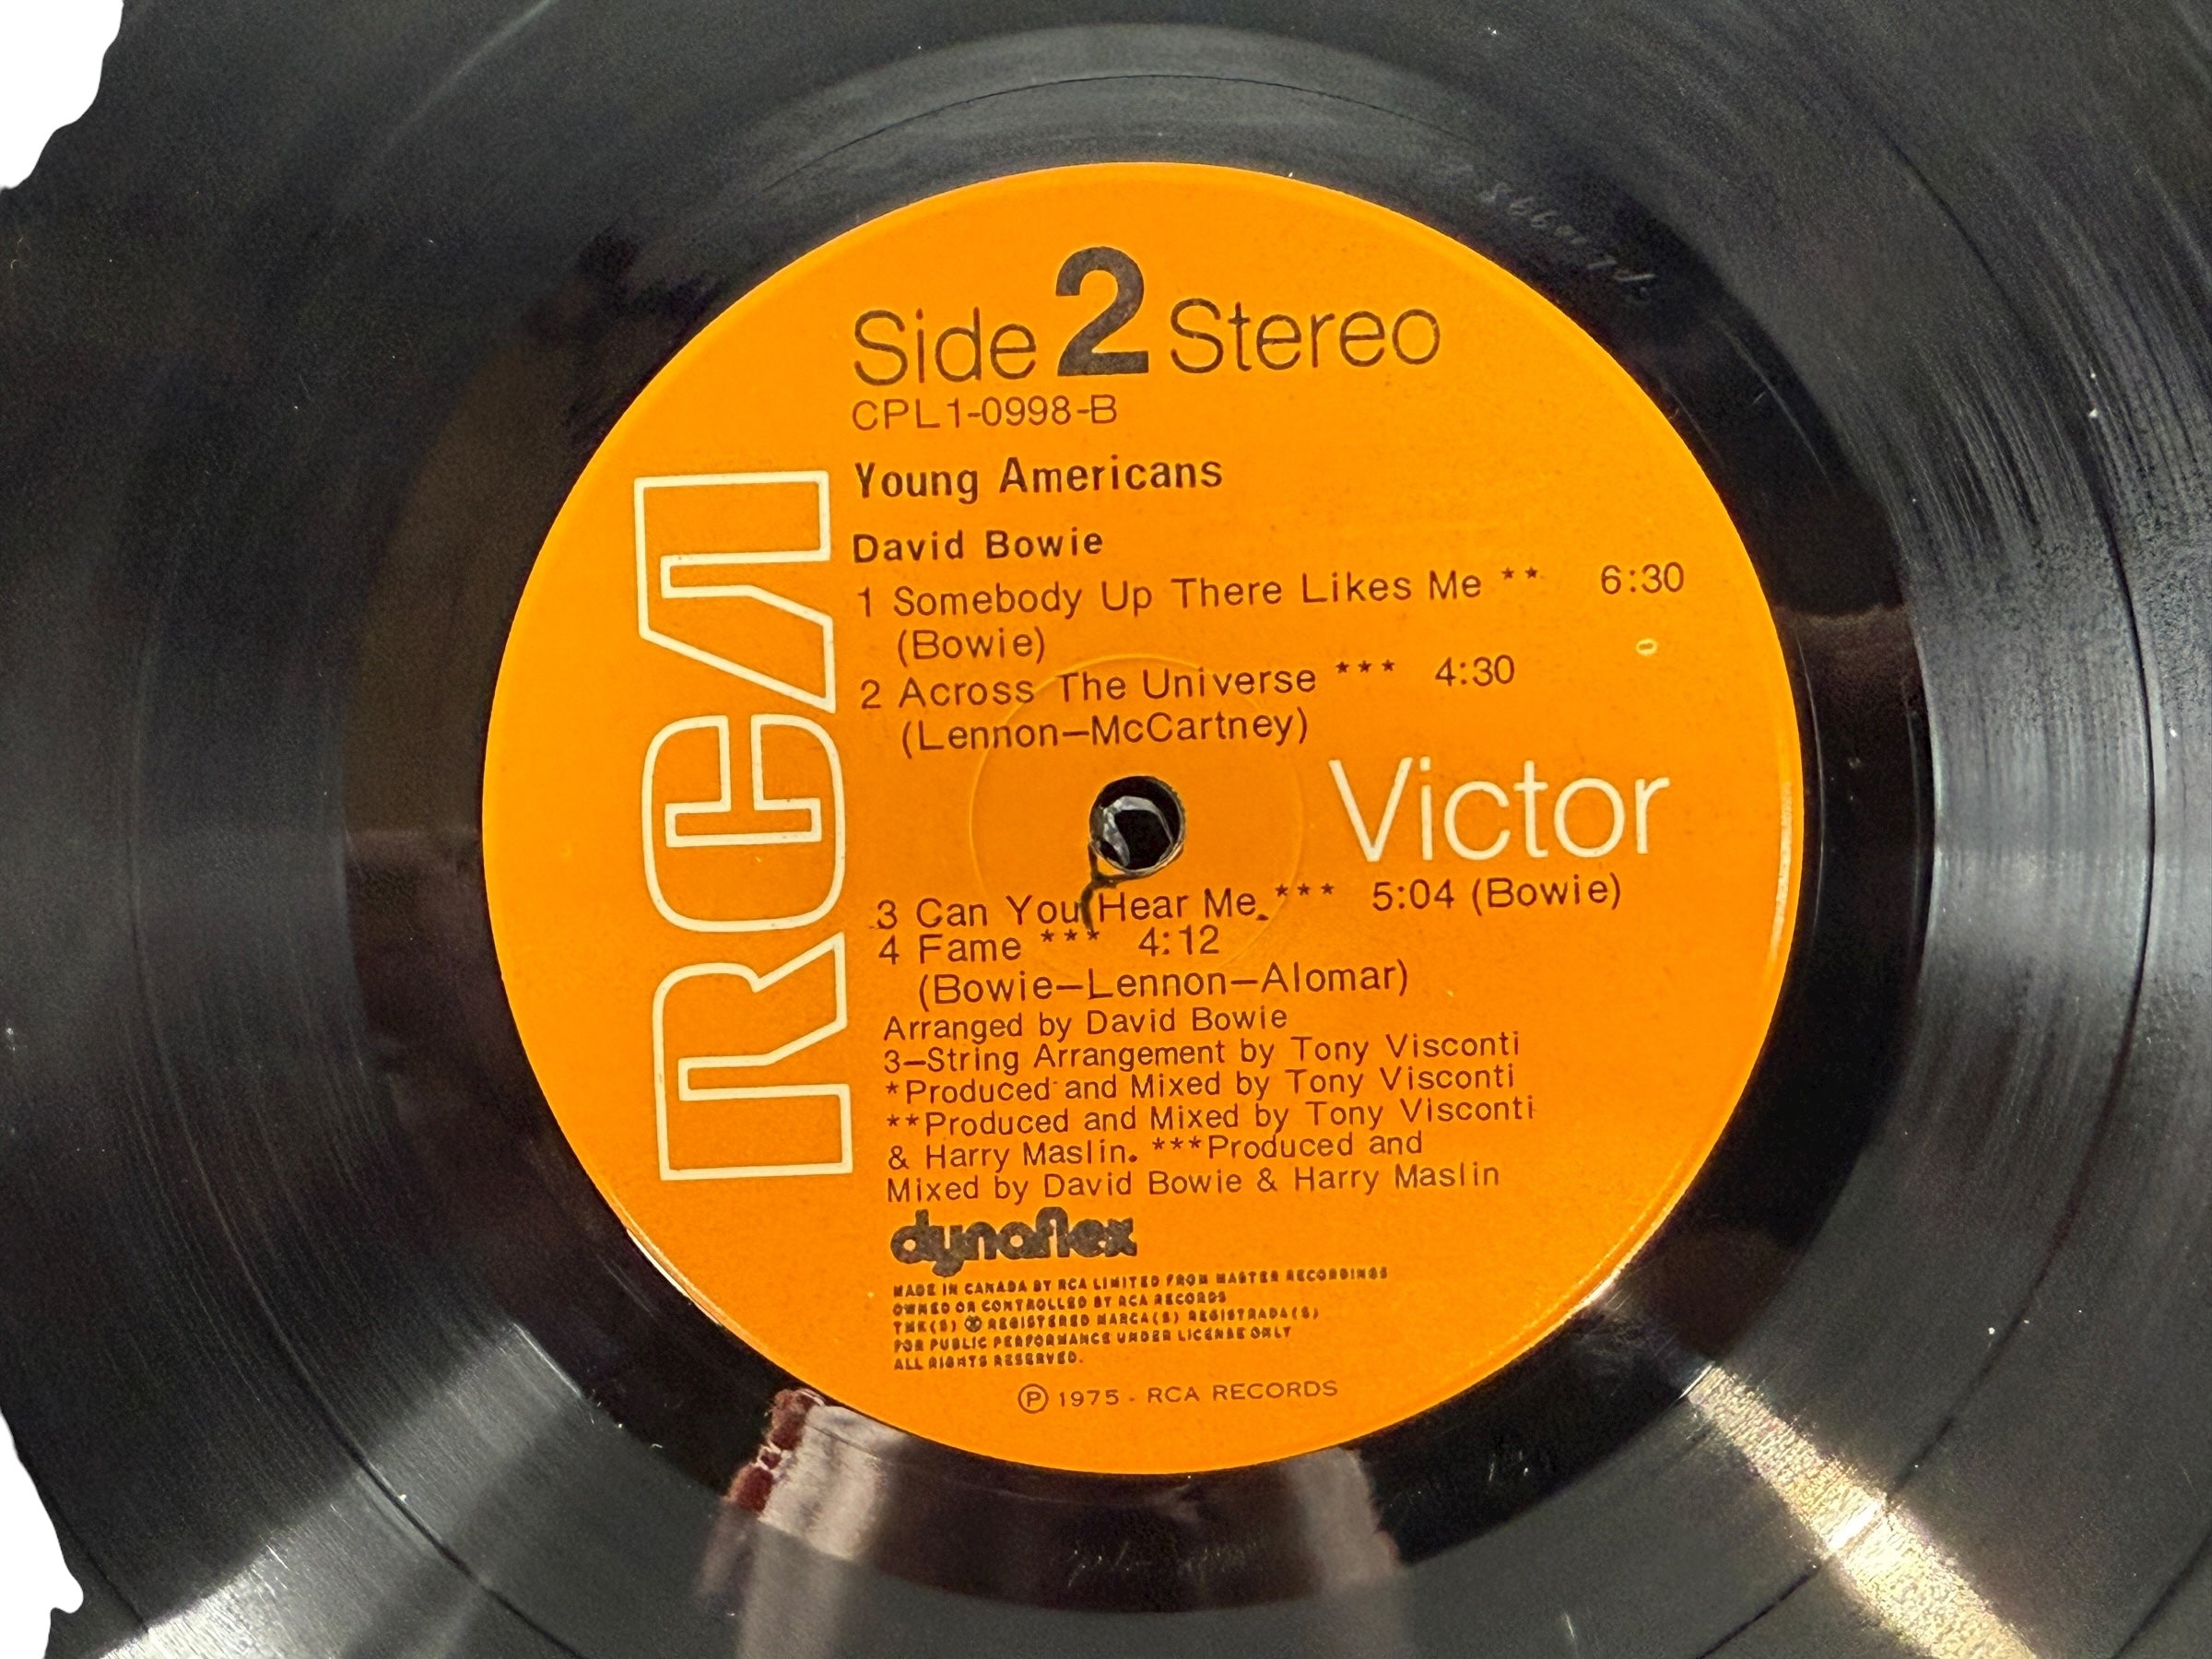 Side 2 Stereo
CPL1-0998-B
Young Americans
David Bowie
1 Somebody Up There Likes Me ** 6:30
(Bowie)
2 Across The Universe *** 4:30
(Lennon—McCartney)
RCA
Victor
3 Can You Hear Me *** 5:04 (Bowie)
4 Fame *** 4:12
(Bowie—Lennon—Alomar)
Arranged by David Bowie
3—String Arrangement by Tony Visconti
*Produced and Mixed by Tony Visconti
**Produced and Mixed by Tony Visconti
& Harry Maslin. ***Produced and
Mixed by David Bowie & Harry Maslin
dynaflex
MADE IN CANADA BY RCA LIMITED FROM MASTER RECORDINGS
OWNED OR CONTROLLED BY RCA RECORDS
TMK(S) ® REGISTERED MARCA(S) REGISTRADA(S)
FOR PUBLIC PERFORMANCE UNDER LICENSE ONLY
ALL RIGHTS RESERVED.
℗ 1975 - RCA RECORDS